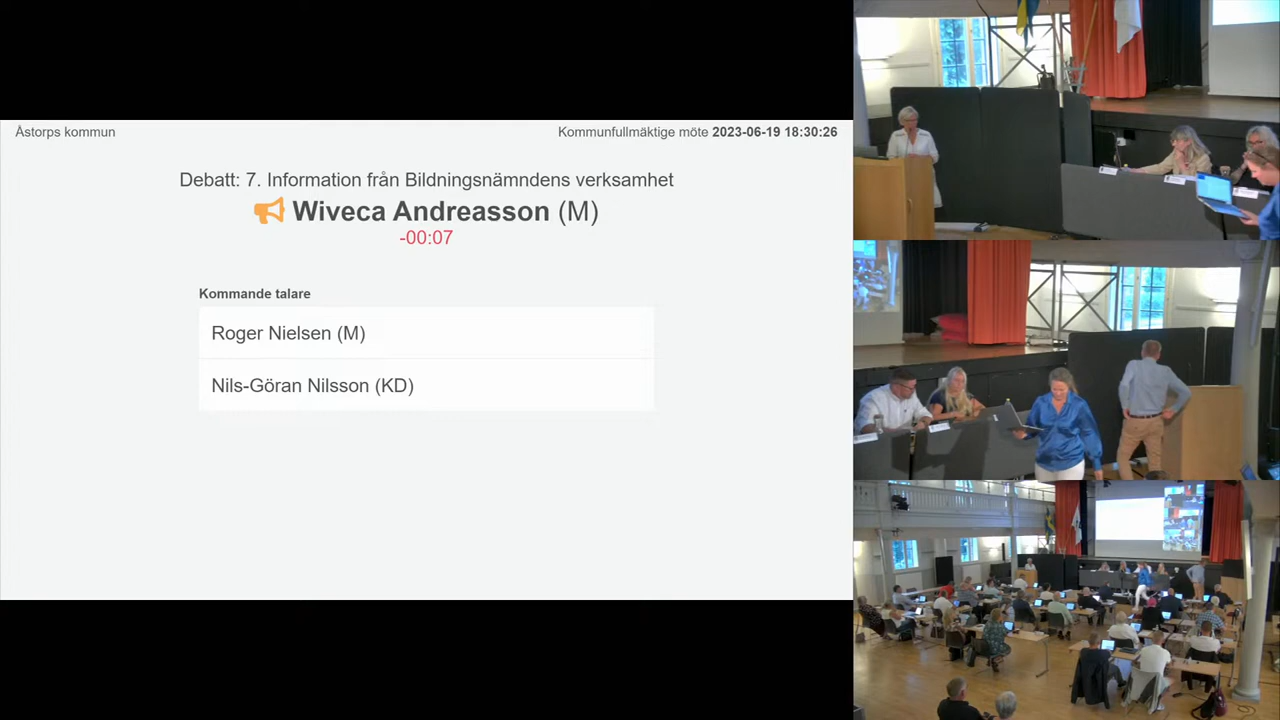 Åstorps kommun
Kommunfullmäktige möte 2023-06-19 18:30:26
Debatt: 7. Information från Bildningsnämndens verksamhet
Wiveca Andreasson (M)
-00:07
Kommande talare
Roger Nielsen (M)
Nils-Göran Nilsson (KD)